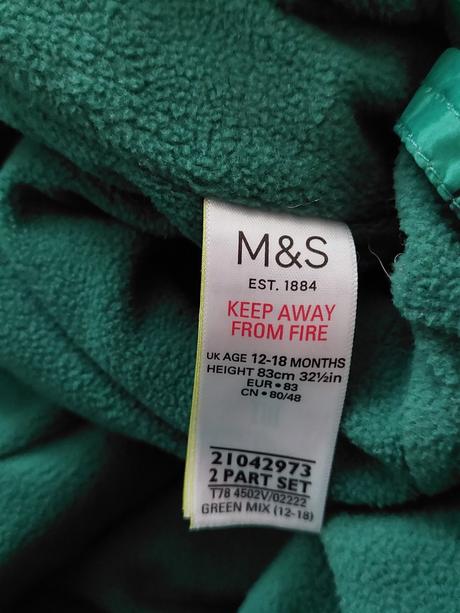 M&S
EST. 1884
KEEP AWAY
FROM FIRE
UK AGE 12-18 MONTHS
HEIGHT 83cm 32½in
EUR • 83
CN • 80/48
21042973
2 PART SET
T78 4502V/02222
GREEN MIX (12-18)